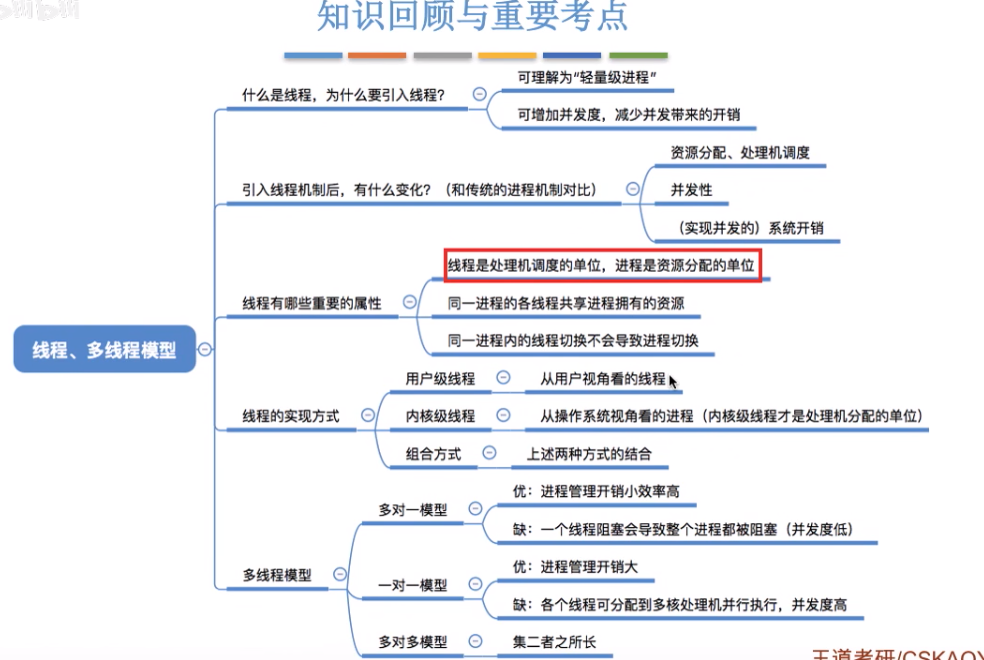 知识回顾与重要考点
什么是线程，为什么要引入线程？
可理解为“轻量级进程”
可增加并发度，减少并发带来的开销
引入线程机制后，有什么变化？（和传统的进程机制对比）
资源分配、处理机调度
并发性
（实现并发的）系统开销
线程有哪些重要的属性
线程是处理机调度的单位，进程是资源分配的单位
同一进程的各线程共享进程拥有的资源
同一进程内的线程切换不会导致进程切换
线程、多线程模型
线程的实现方式
用户级线程
从用户视角看的线程
内核级线程
从操作系统视角看的进程（内核级线程才是处理机分配的单位）
组合方式
上述两种方式的结合
多线程模型
多对一模型
优：进程管理开销小效率高
缺：一个线程阻塞会导致整个进程都被阻塞（并发度低）
一对一模型
优：进程管理开销大
缺：各个线程可分配到多核处理机并行执行，并发度高
多对多模型
集二者之所长
王道考研/CSKAO